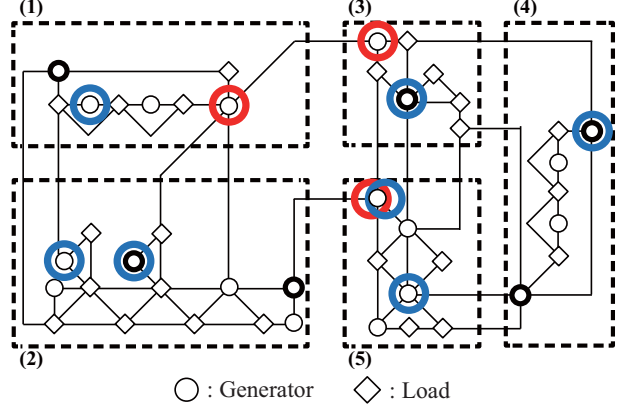 (1)
(3)
(4)
(2)
(5)
: Generator
: Load